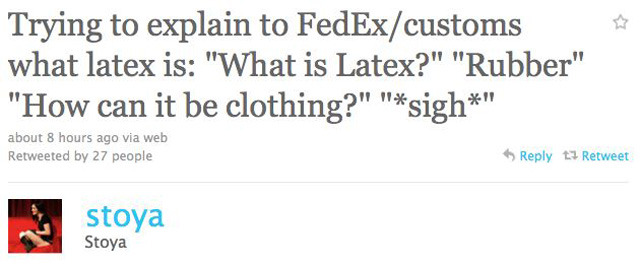 Trying to explain to FedEx/customs
what latex is: "What is Latex?" "Rubber"
"How can it be clothing?" "*sigh*"
about 8 hours ago via web
Retweeted by 27 people
Reply Retweet
stoya
Stoya